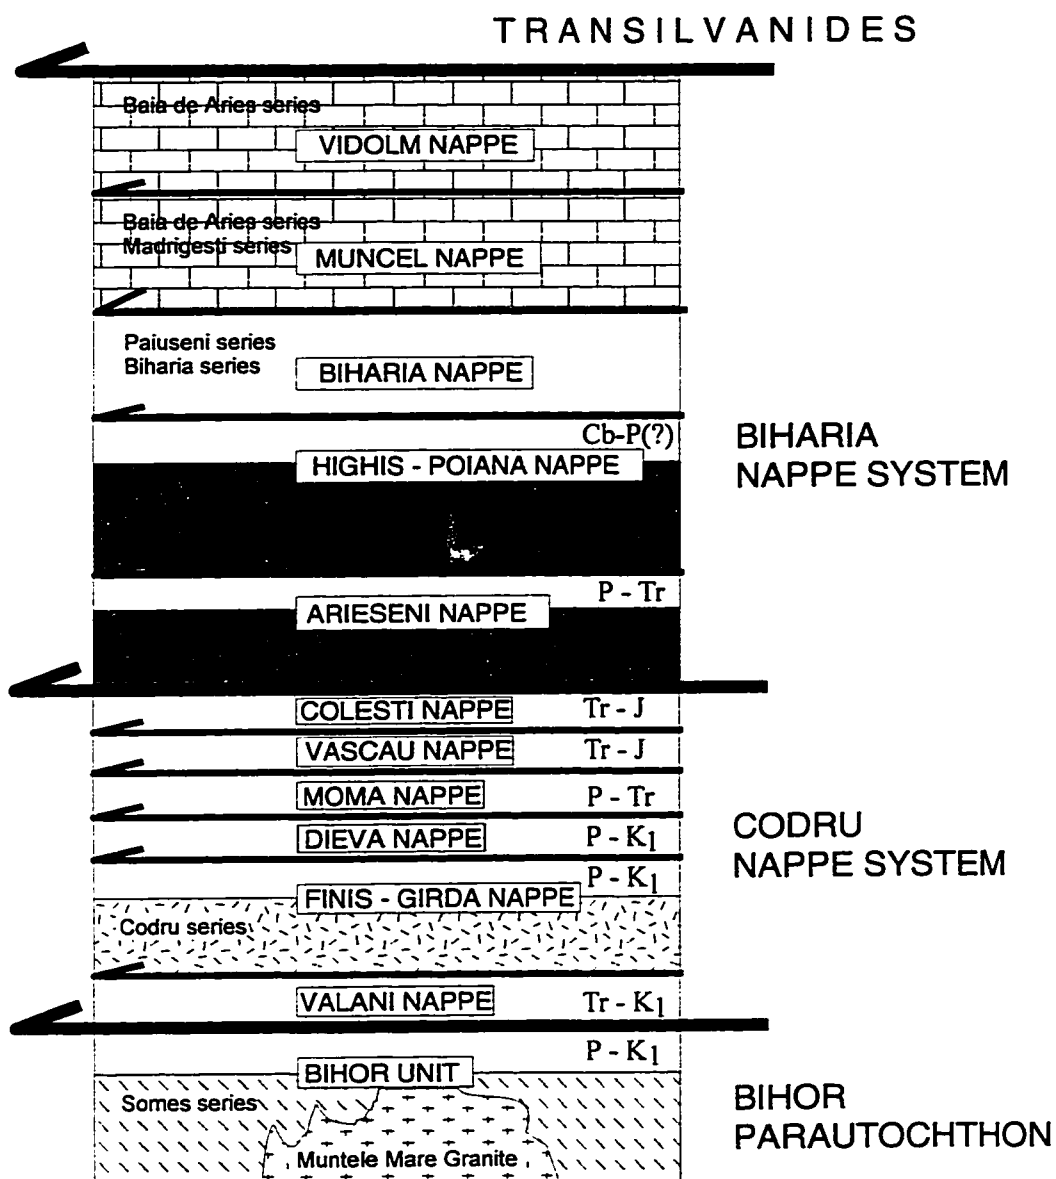 TRANSILVANIDES
Baia de Aries series
VIDOLM NAPPE
Baia de Aries series
Madrigesti series
MUNCEL NAPPE
Paiuseni series
Biharia series
BIHARIA NAPPE
Cb-P(?)
HIGHIS - POIANA NAPPE
BIHARIA
NAPPE SYSTEM
P - Tr
ARIESENI NAPPE
COLESTI NAPPE Tr - J
VASCAU NAPPE Tr - J
MOMA NAPPE P - Tr
DIEVA NAPPE P - K1
CODRU
NAPPE SYSTEM
P - K1
FINIS - GIRDA NAPPE
Codru series
VALANI NAPPE Tr - K1
P - K1
BIHOR UNIT
Somes series
Muntele Mare Granite
BIHOR
PARAUTOCHTHON